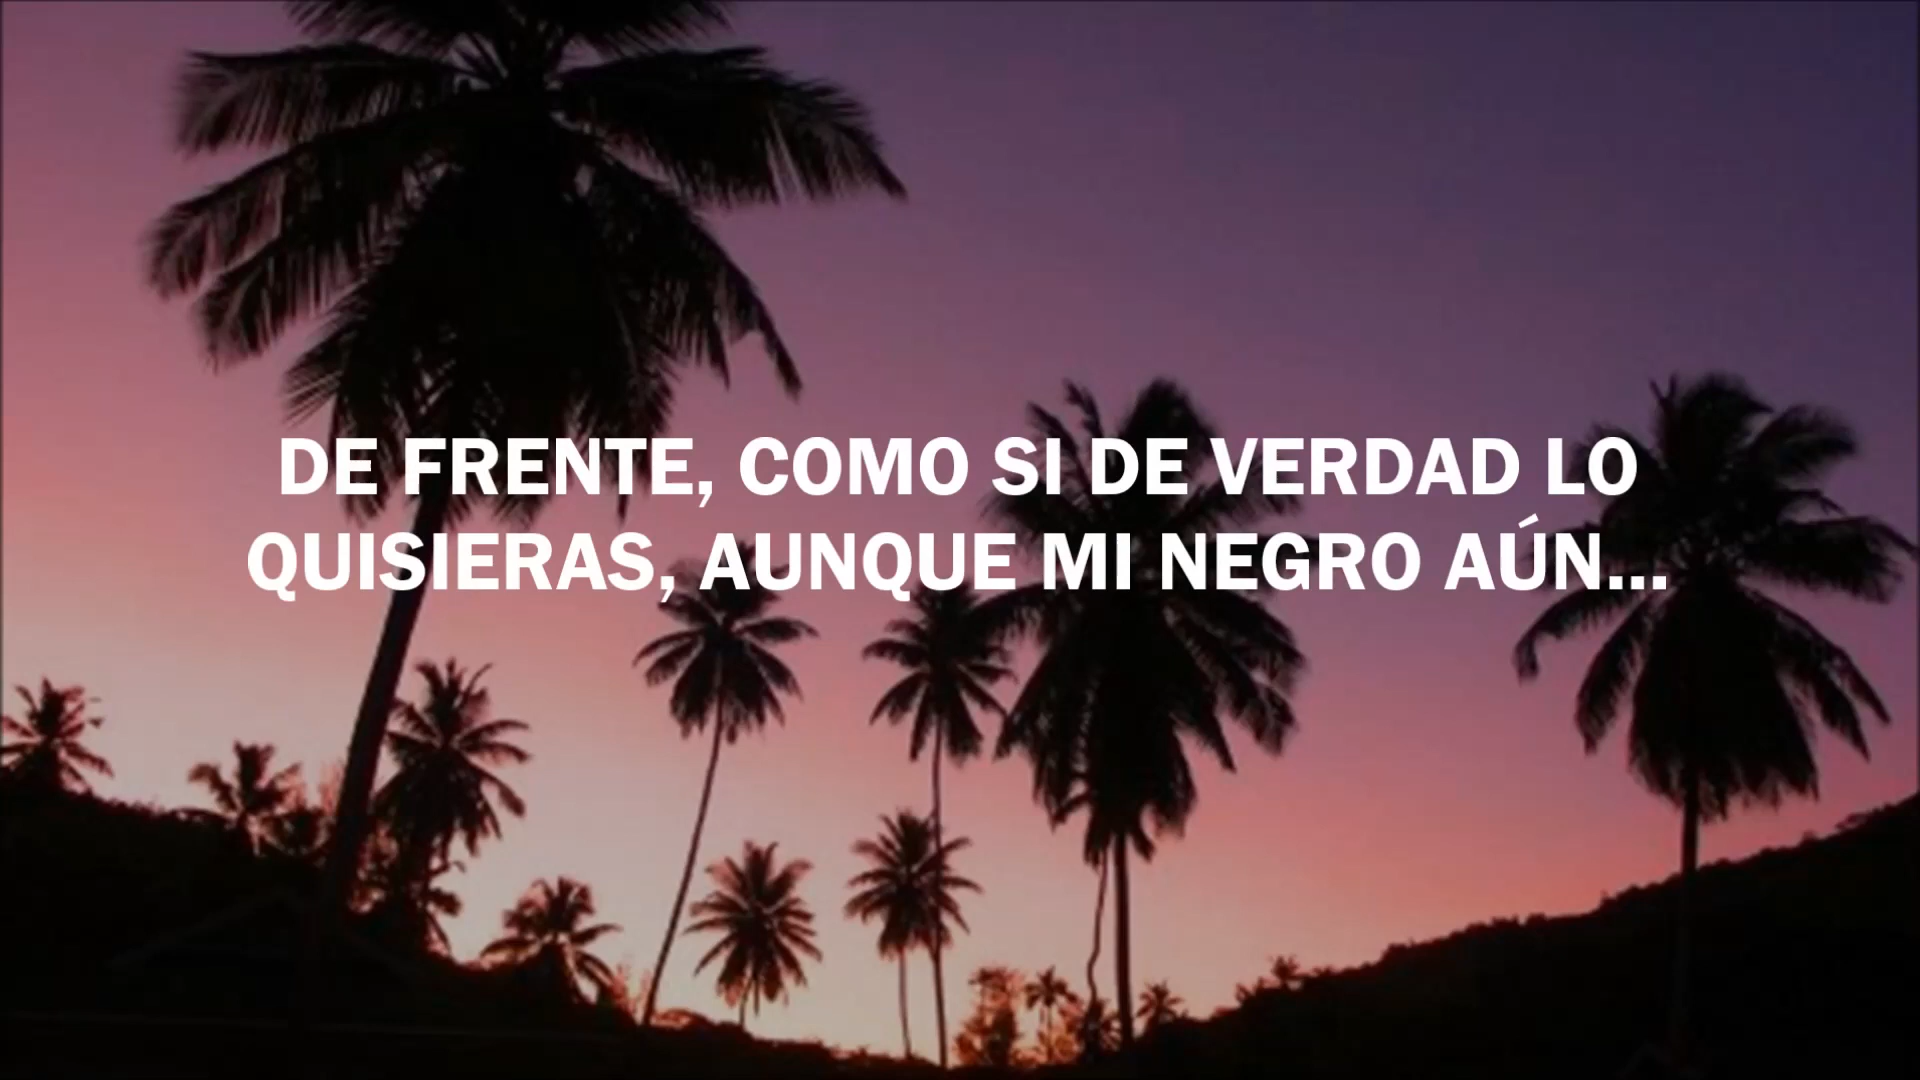 DE FRENTE, COMO SI DE VERDAD LO
QUISIERAS, AUNQUE MI NEGRO AÚN...